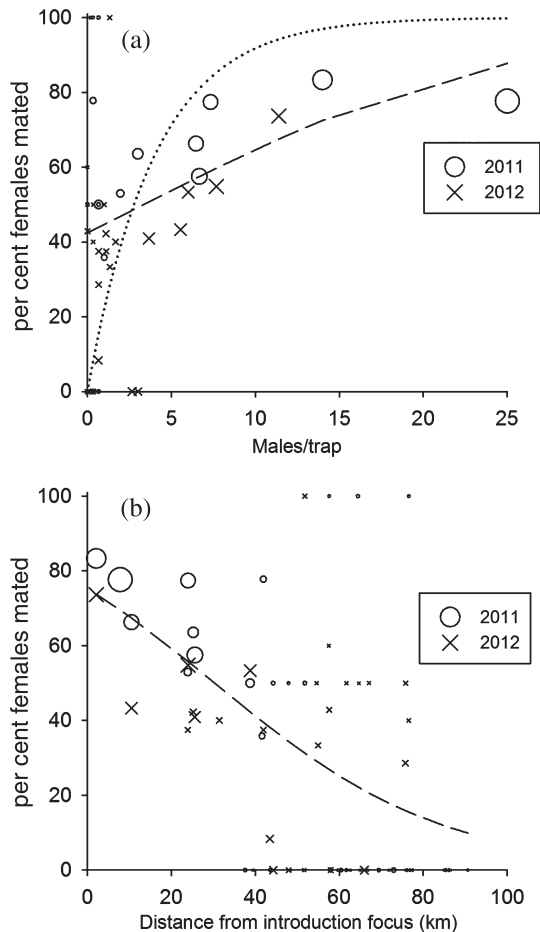 (a)
100
80
60
40
20
0
per cent females mated
2011
2012
0 5 10 15 20 25
Males/trap
(b)
100
80
60
40
20
0
per cent females mated
2011
2012
0 20 40 60 80 100
Distance from introduction focus (km)